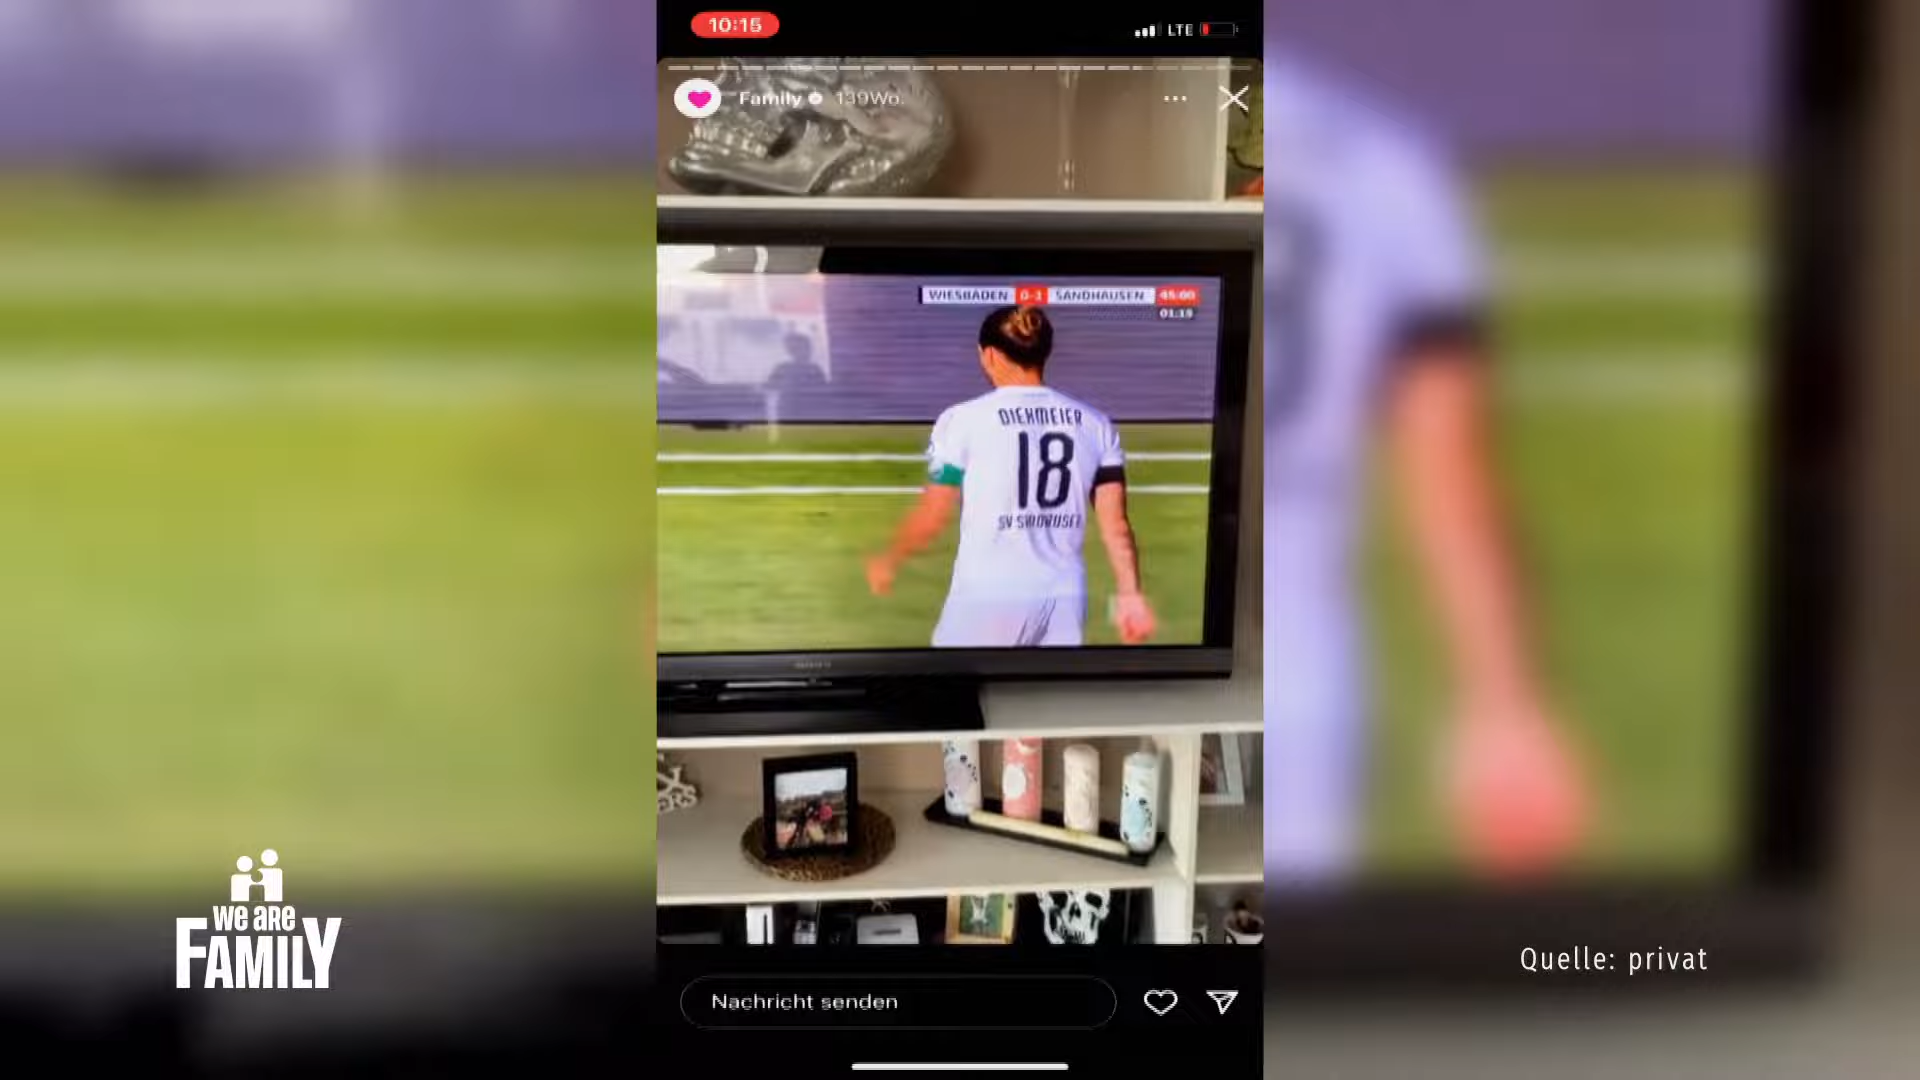 10:15
LTE
Family 139Wo.
WIESBADEN 0-1 SANDHAUSEN 45:00
01:19
DIEKMEIER
18
SV SANDHAUSEN
We aRe
FAMILY
Quelle: privat
Nachricht senden